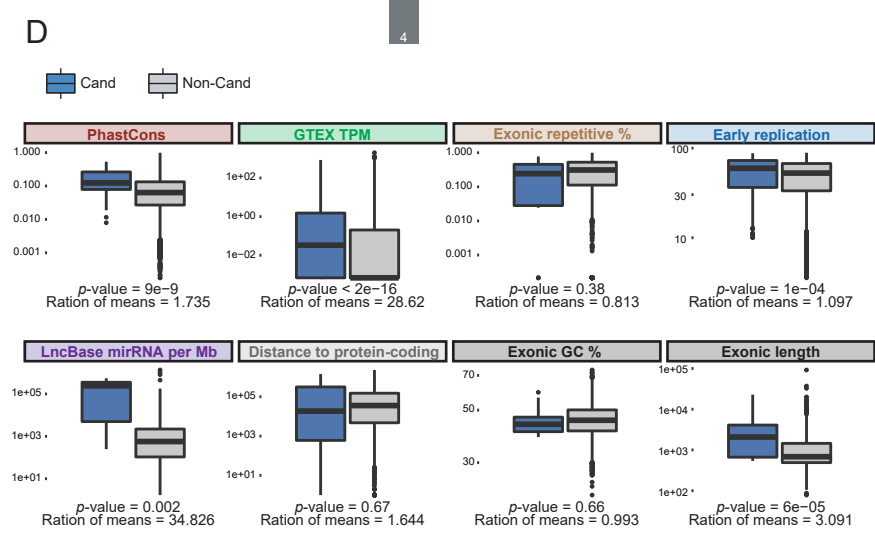 D
4
Cand
Non-Cand
PhastCons
GTEX TPM
Exonic repetitive %
Early replication
1.000
0.100
0.010
0.001
1e+02
1e+00
1e−02
1.000
0.100
0.010
0.001
100
30
10
p-value = 9e−9
Ration of means = 1.735
p-value < 2e−16
Ration of means = 28.62
p-value = 0.38
Ration of means = 0.813
p-value = 1e−04
Ration of means = 1.097
LncBase mirRNA per Mb
Distance to protein-coding
Exonic GC %
Exonic length
1e+05
1e+03
1e+01
1e+05
1e+03
1e+01
70
50
30
1e+05
1e+04
1e+03
1e+02
p-value = 0.002
Ration of means = 34.826
p-value = 0.67
Ration of means = 1.644
p-value = 0.66
Ration of means = 0.993
p-value = 6e−05
Ration of means = 3.091